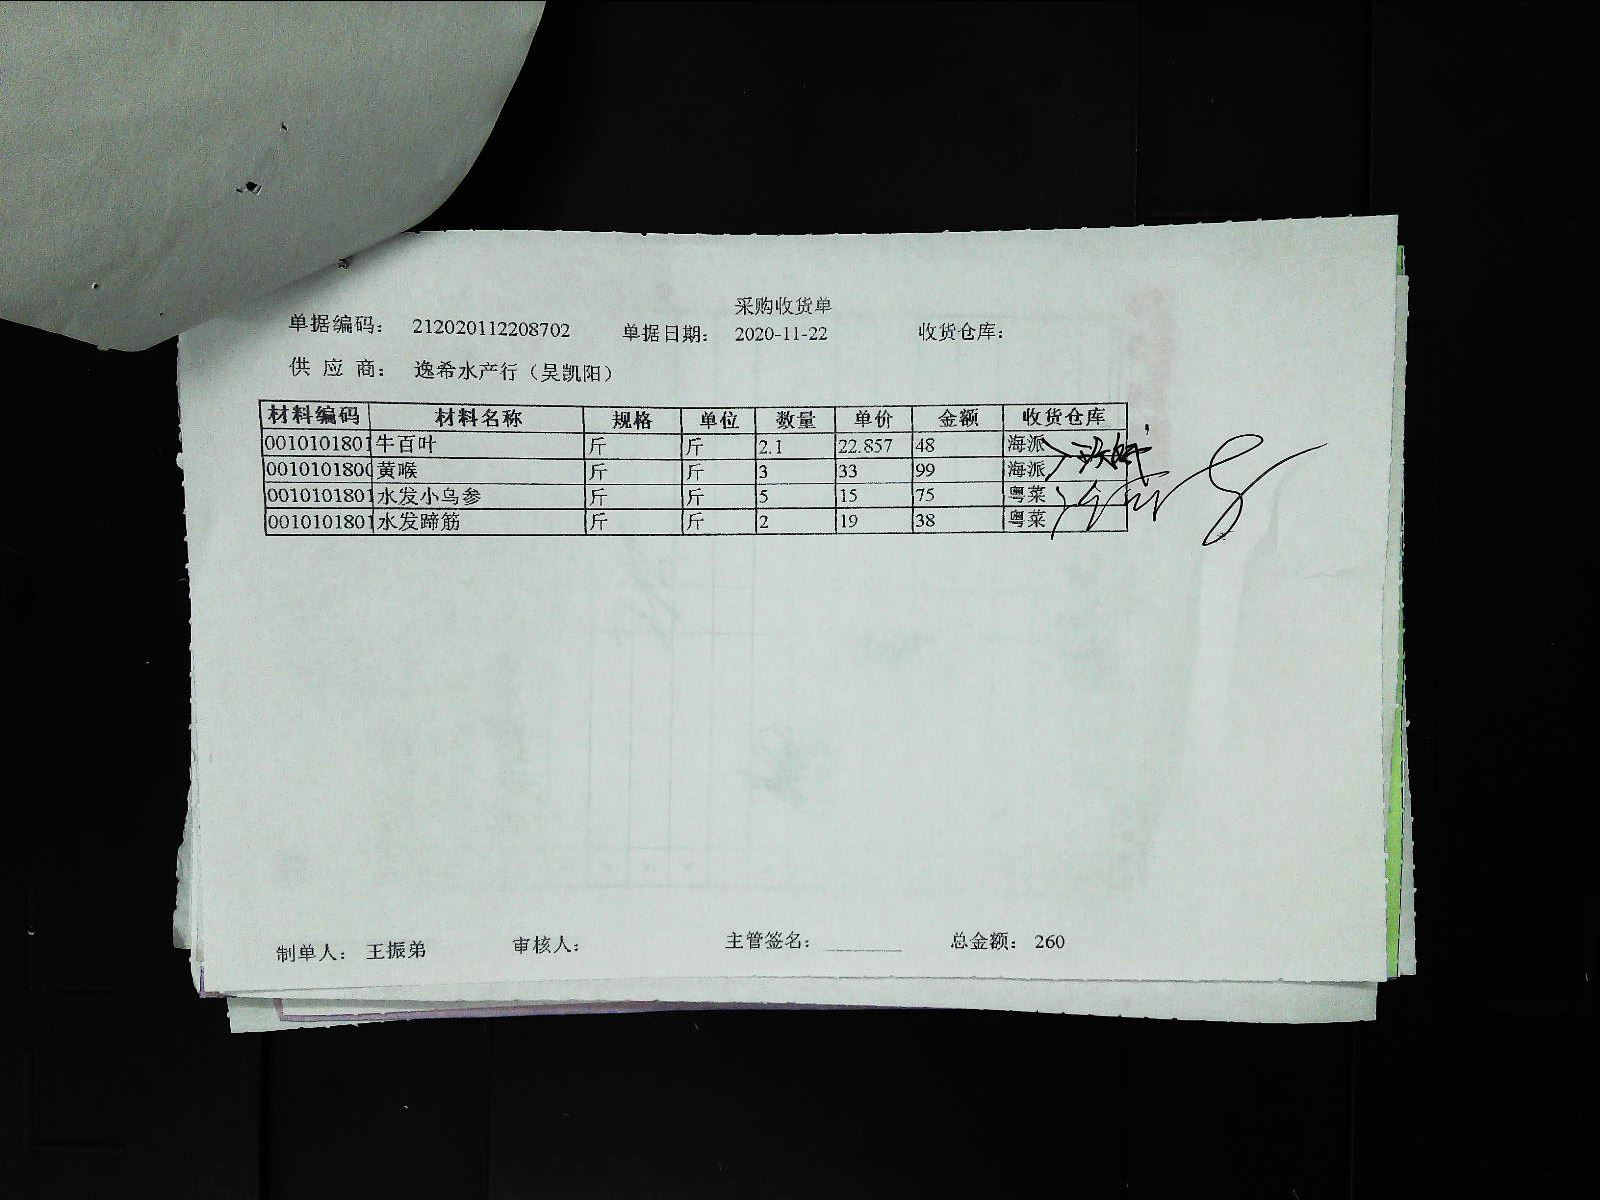 采购收货单
单据编码： 212020112208702 单据日期： 2020-11-22 收货仓库：
供 应 商： 逸希水产行（吴凯阳）
材料编码 材料名称 规格 单位 数量 单价 金额 收货仓库
0010101801 牛百叶 斤 斤 2.1 22.857 48 海派
001010180 黄喉 斤 斤 3 33 99 海派
0010101801 水发小乌参 斤 斤 5 15 75 粤菜
0010101801 水发蹄筋 斤 斤 2 19 38 粤菜
制单人： 王振弟 审核人： 主管签名： 总金额： 260